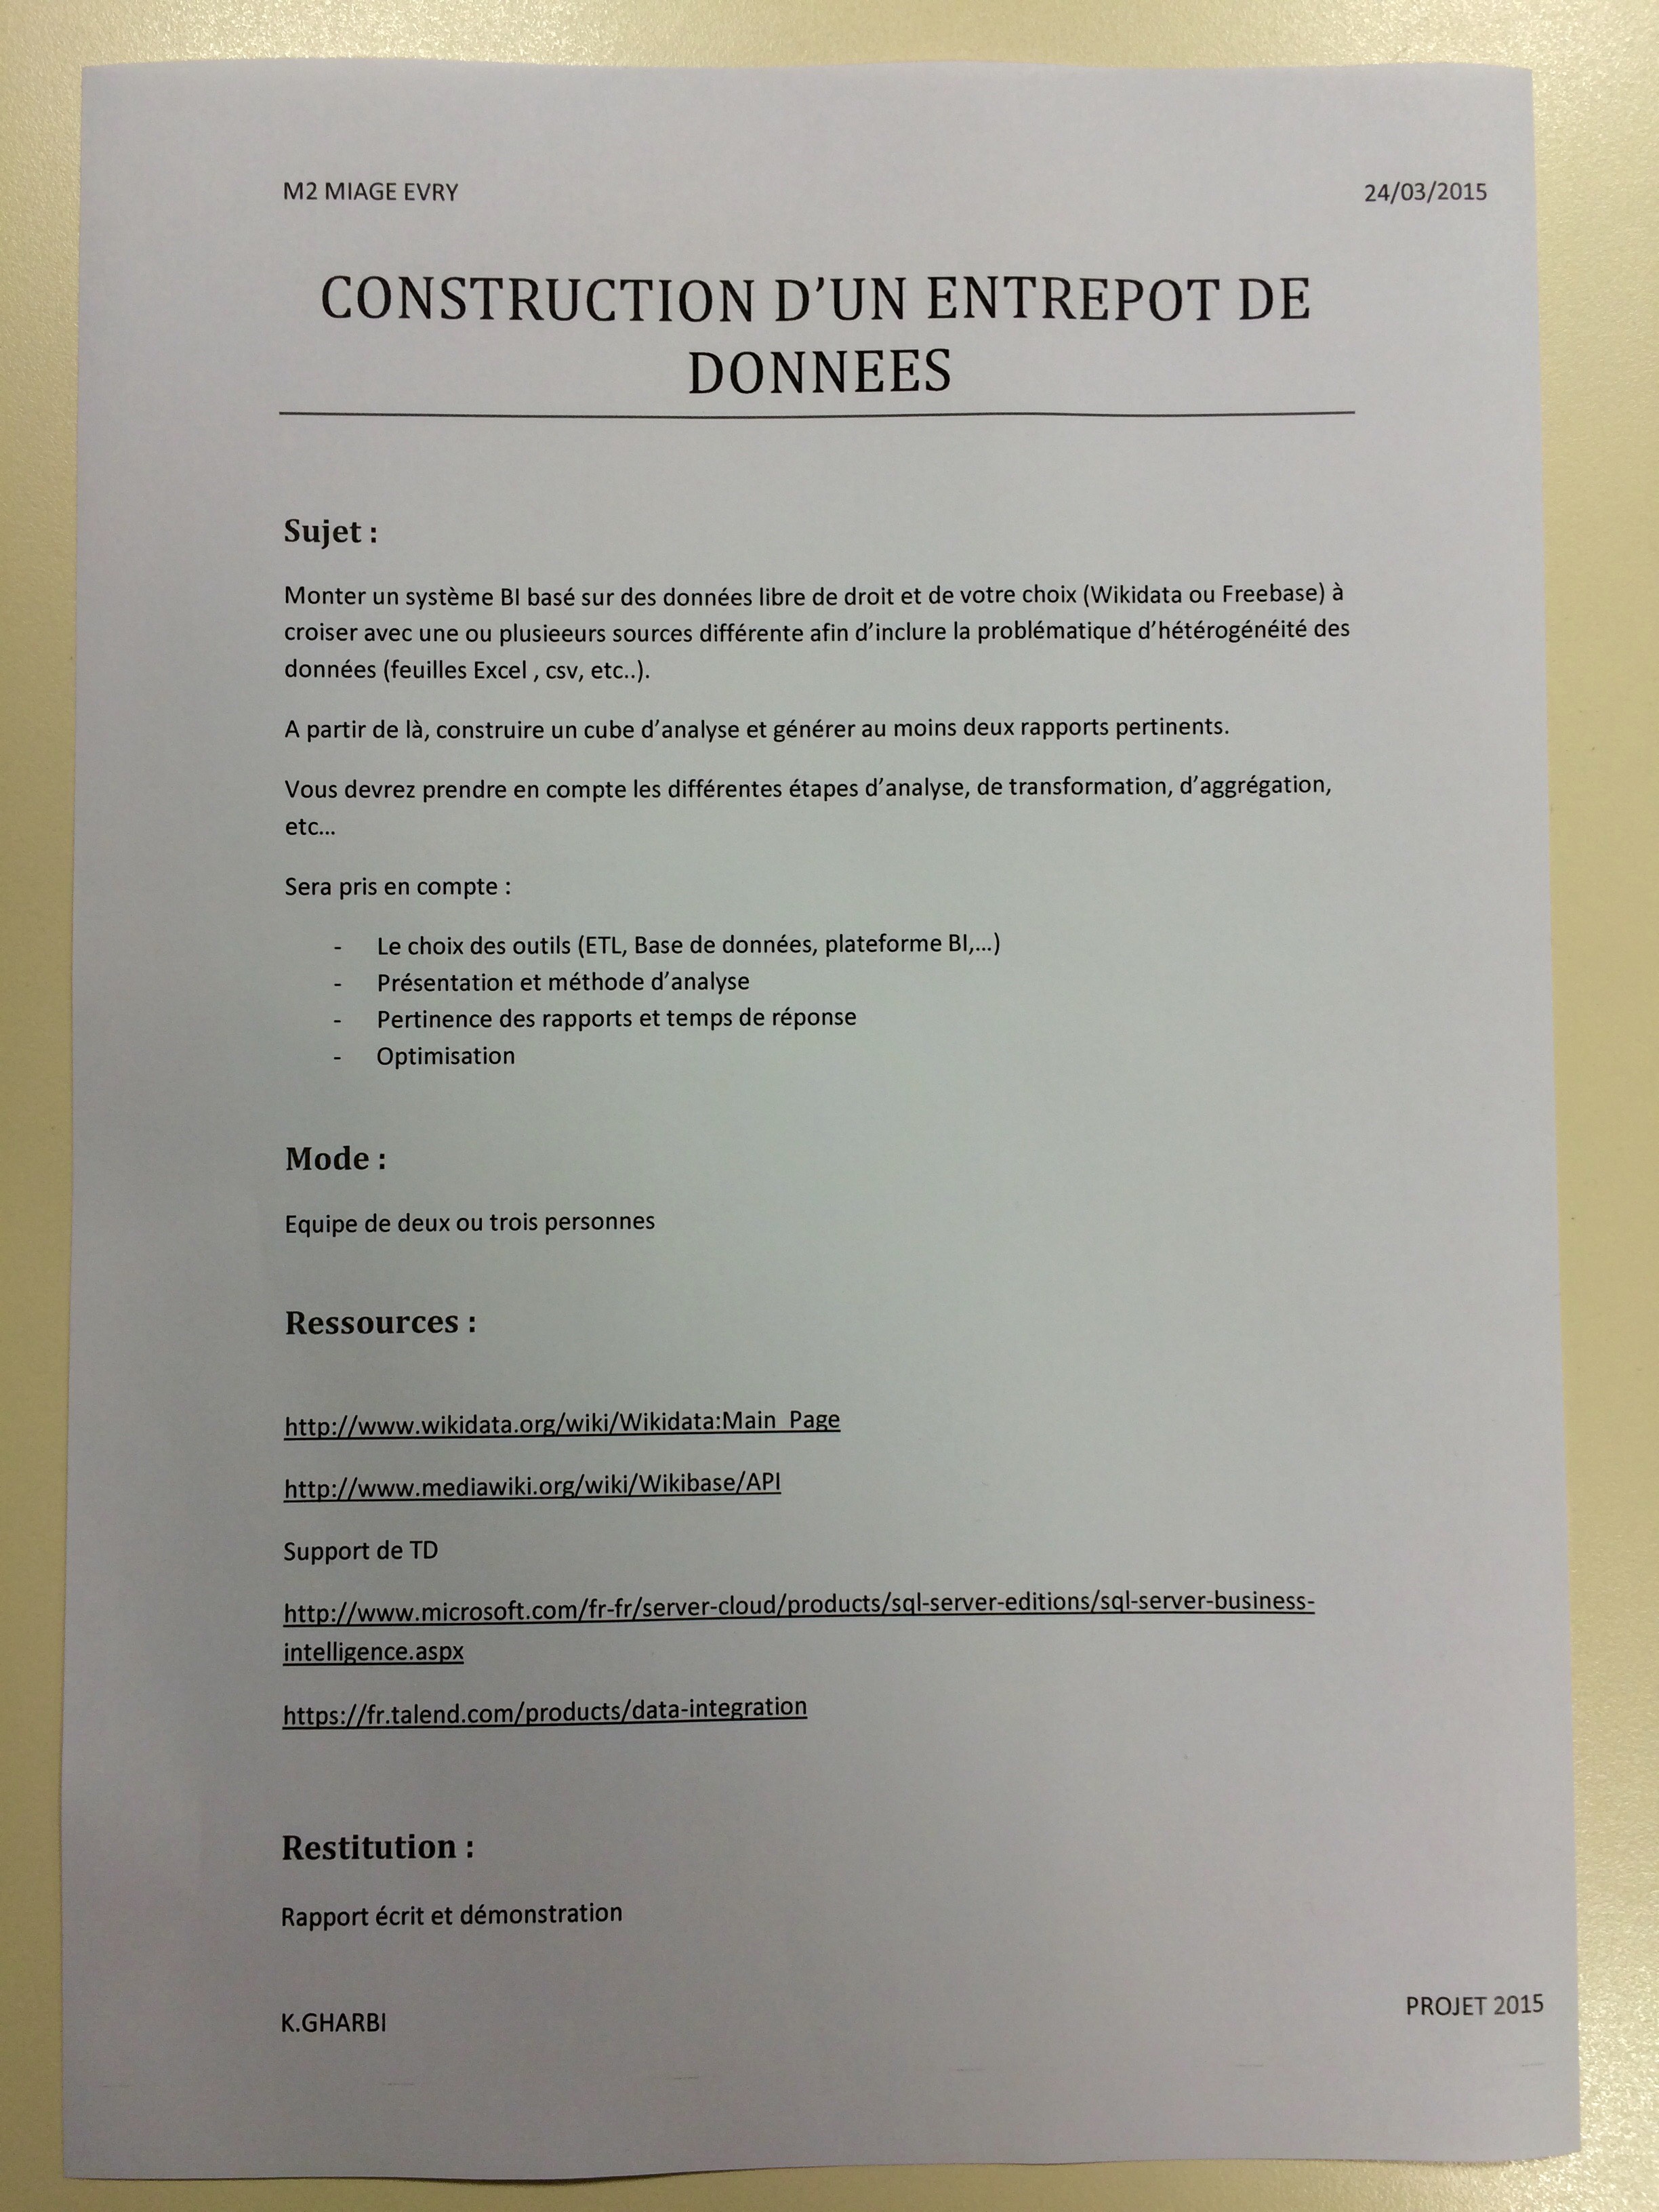 M2 MIAGE EVRY
24/03/2015
CONSTRUCTION D’UN ENTREPOT DE
DONNEES
Sujet :
Monter un système BI basé sur des données libre de droit et de votre choix (Wikidata ou Freebase) à
croiser avec une ou plusieeurs sources différente afin d’inclure la problématique d’hétérogénéité des
données (feuilles Excel , csv, etc..).
A partir de là, construire un cube d’analyse et générer au moins deux rapports pertinents.
Vous devrez prendre en compte les différentes étapes d’analyse, de transformation, d’aggrégation,
etc...
Sera pris en compte :
- Le choix des outils (ETL, Base de données, plateforme BI,...)
- Présentation et méthode d’analyse
- Pertinence des rapports et temps de réponse
- Optimisation
Mode :
Equipe de deux ou trois personnes
Ressources :
http://www.wikidata.org/wiki/Wikidata:Main_Page
http://www.mediawiki.org/wiki/Wikibase/API
Support de TD
http://www.microsoft.com/fr-fr/server-cloud/products/sql-server-editions/sql-server-business-
intelligence.aspx
https://fr.talend.com/products/data-integration
Restitution :
Rapport écrit et démonstration
K.GHARBI
PROJET 2015